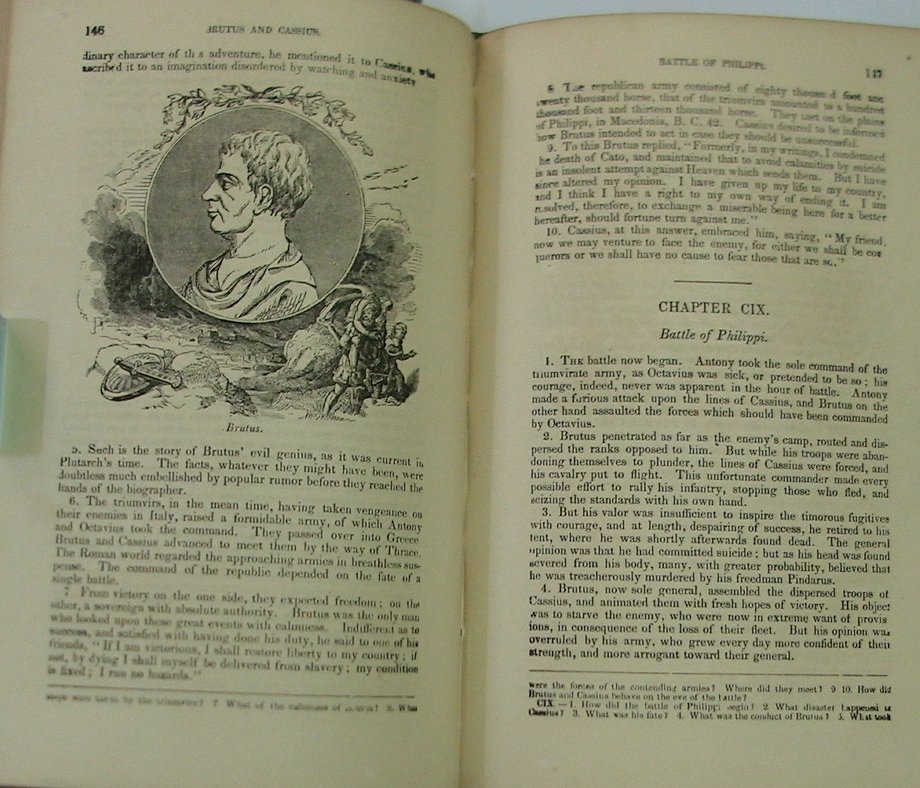 146
BRUTUS AND CASSIUS.
dinary character of this adventure, he mentioned it to Cassius, who
ascribed it to an imagination disordered by watching and anxiety
Brutus.
5. Such is the story of Brutus' evil genius, as it was current in
Plutarch's time. The facts, whatever they might have been, were
doubtless much embellished by popular rumor before they reached the
hands of the biographer.
6. The triumvirs, in the mean time, having taken vengeance on
their enemies in Italy, raised a formidable army, of which Antony
and Octavius took the command. They passed over into Greece
Brutus and Cassius advanced to meet them by the way of Thrace.
The Roman world regarded the approaching armies in breathless sus-
pense. The command of the republic depended on the fate of a
single battle.
7 From victory on the one side, they expected freedom; on the
other, a sovereign with absolute authority. Brutus was the only man
who looked upon these great events with calmness. Indifferent as to
success, and satisfied with having done his duty, he said to one of his
friends, "If I am victorious, I shall restore liberty to my country; if
not, by dying I shall myself be delivered from slavery; my condition
is fixed; I run no hazards."
were taken by the triumvirs? 7 What of the calmness of Brutus? 8. What
BATTLE OF PHILIPPI.
147
8 The republican army consisted of eighty thousand foot and
twenty thousand horse, that of the triumvirs amounted to a hundred
thousand foot and thirteen thousand horse. They met on the plains
of Philippi, in Macedonia, B. C. 42. Cassius desired to be informed
how Brutus intended to act in case they should be unsuccessful.
9. To this Brutus replied, "Formerly, in my writings, I condemned
he death of Cato, and maintained that to avoid calamities by suicide
is an insolent attempt against Heaven which sends them. But I have
since altered my opinion. I have given up my life to my country,
and I think I have a right to my own way of ending it. I am
resolved, therefore, to exchange a miserable being here for a better
hereafter, should fortune turn against me."
10. Cassius, at this answer, embraced him, saying, "My friend,
now we may venture to face the enemy, for either we shall be con
querors or we shall have no cause to fear those that are so."
CHAPTER CIX.
Battle of Philippi.
1. THE battle now began. Antony took the sole command of the
triumvirate army, as Octavius was sick, or pretended to be so; his
courage, indeed, never was apparent in the hour of battle. Antony
made a furious attack upon the lines of Cassius, and Brutus on the
other hand assaulted the forces which should have been commanded
by Octavius.
2. Brutus penetrated as far as the enemy's camp, routed and dis-
persed the ranks opposed to him. But while his troops were aban-
doning themselves to plunder, the lines of Cassius were forced, and
his cavalry put to flight. This unfortunate commander made every
possible effort to rally his infantry, stopping those who fled, and
seizing the standards with his own hand.
3. But his valor was insufficient to inspire the timorous fugitives
with courage, and at length, despairing of success, he retired to his
tent, where he was shortly afterwards found dead. The general
opinion was that he had committed suicide; but as his head was found
severed from his body, many, with greater probability, believed that
he was treacherously murdered by his freedman Pindarus.
4. Brutus, now sole general, assembled the dispersed troops of
Cassius, and animated them with fresh hopes of victory. His object
was to starve the enemy, who were now in extreme want of provis
ions, in consequence of the loss of their fleet. But his opinion was
overruled by his army, who grew every day more confident of their
strength, and more arrogant toward their general.
were the forces of the contending armies? Where did they meet? 9 10. How did
Brutus and Cassius behave on the eve of the battle?
CIX.—1. How did the battle of Philippi begin? 2 What disaster happened to
Cassius? 3. What was his fate? 4. What was the conduct of Brutus? 5. What took